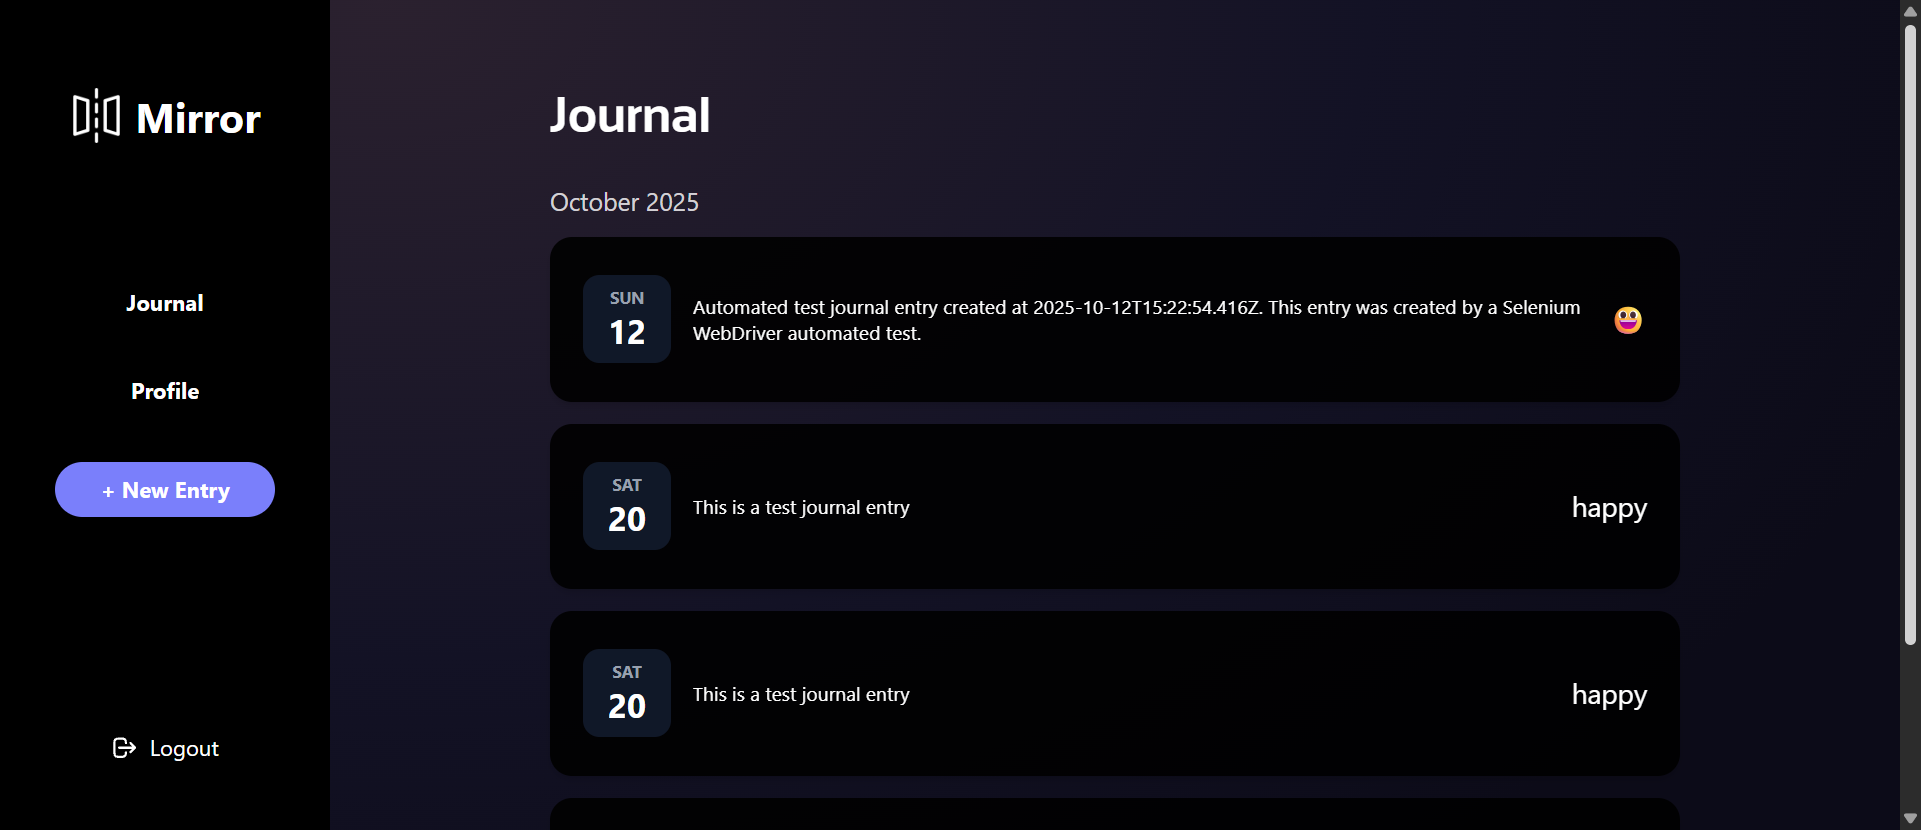 Mirror
Journal
Profile
+ New Entry
Logout
Journal
October 2025
SUN
12
Automated test journal entry created at 2025-10-12T15:22:54.416Z. This entry was created by a Selenium
WebDriver automated test.
SAT
20
This is a test journal entry
happy
SAT
20
This is a test journal entry
happy